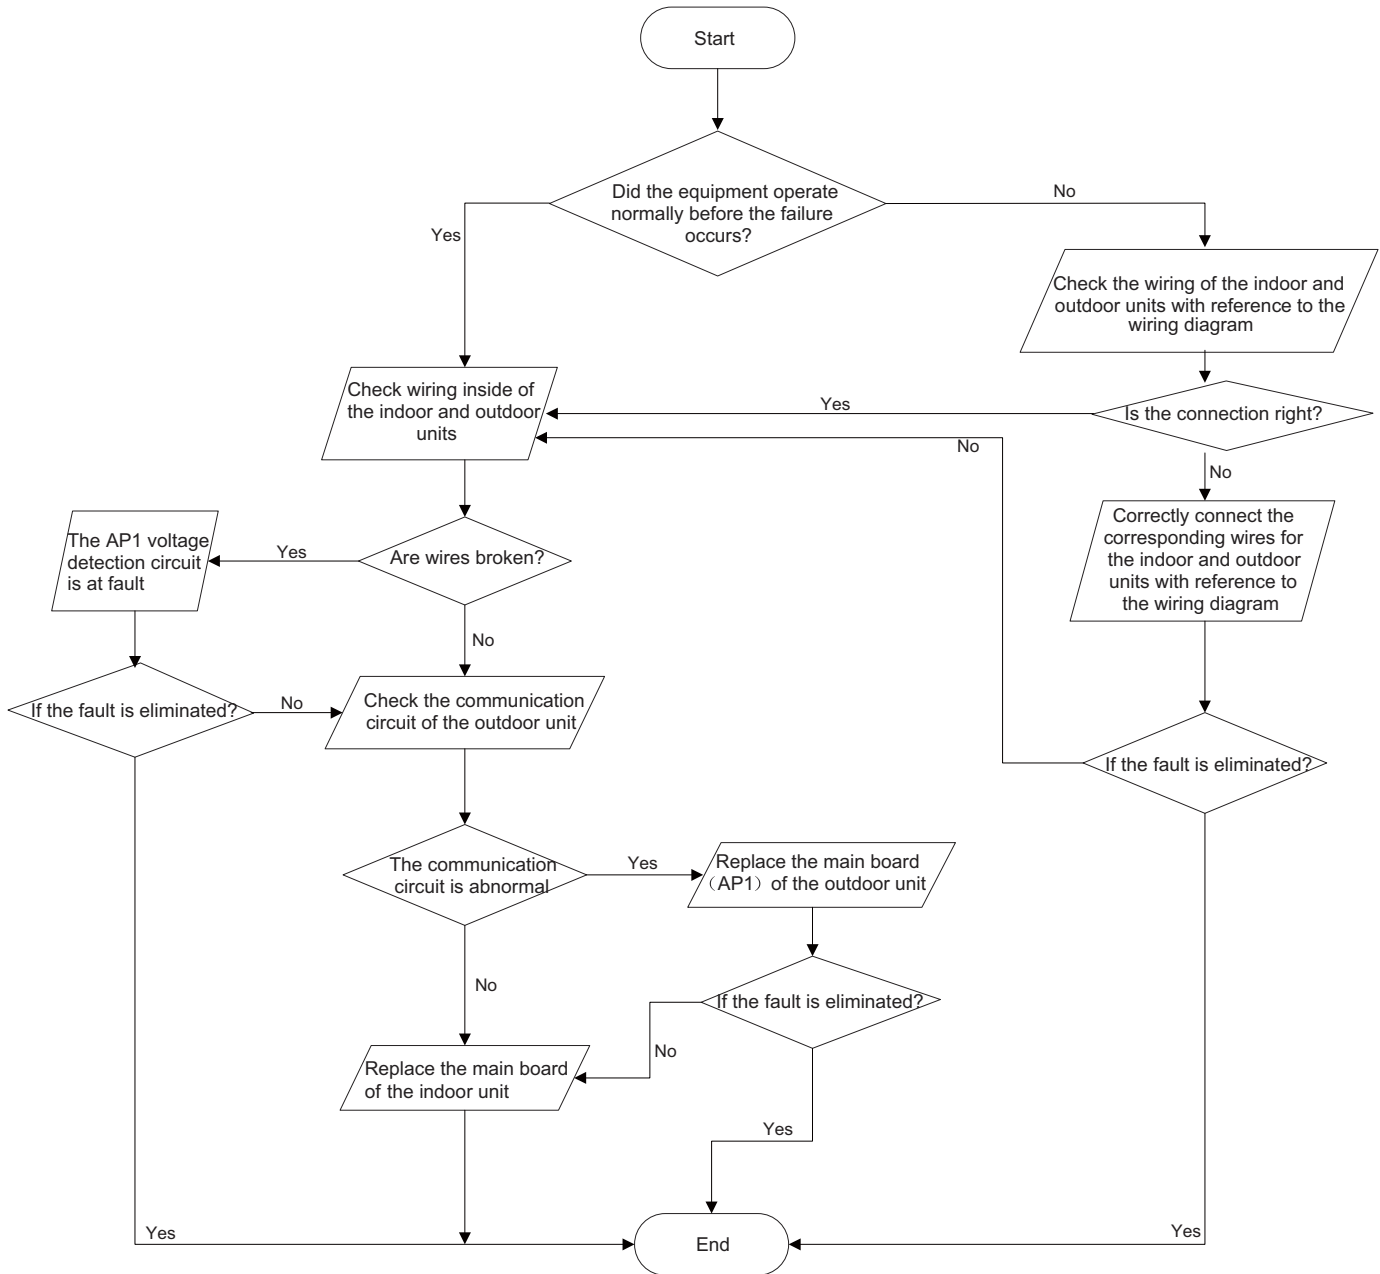 Start
Did the equipment operate
normally before the failure
occurs?
No
Yes
Check the wiring of the indoor and
outdoor units with reference to the
wiring diagram
Check wiring inside of
the indoor and outdoor
units
Yes
Is the connection right?
No
No
Correctly connect the
corresponding wires for
the indoor and outdoor
units with reference to
the wiring diagram
The AP1 voltage
detection circuit
is at fault
Yes
Are wires broken?
No
If the fault is eliminated?
No
Check the communication
circuit of the outdoor unit
If the fault is eliminated?
The communication
circuit is abnormal
Yes
Replace the main board
（AP1）of the outdoor unit
No
If the fault is eliminated?
No
Replace the main board
of the indoor unit
Yes
Yes
End
Yes